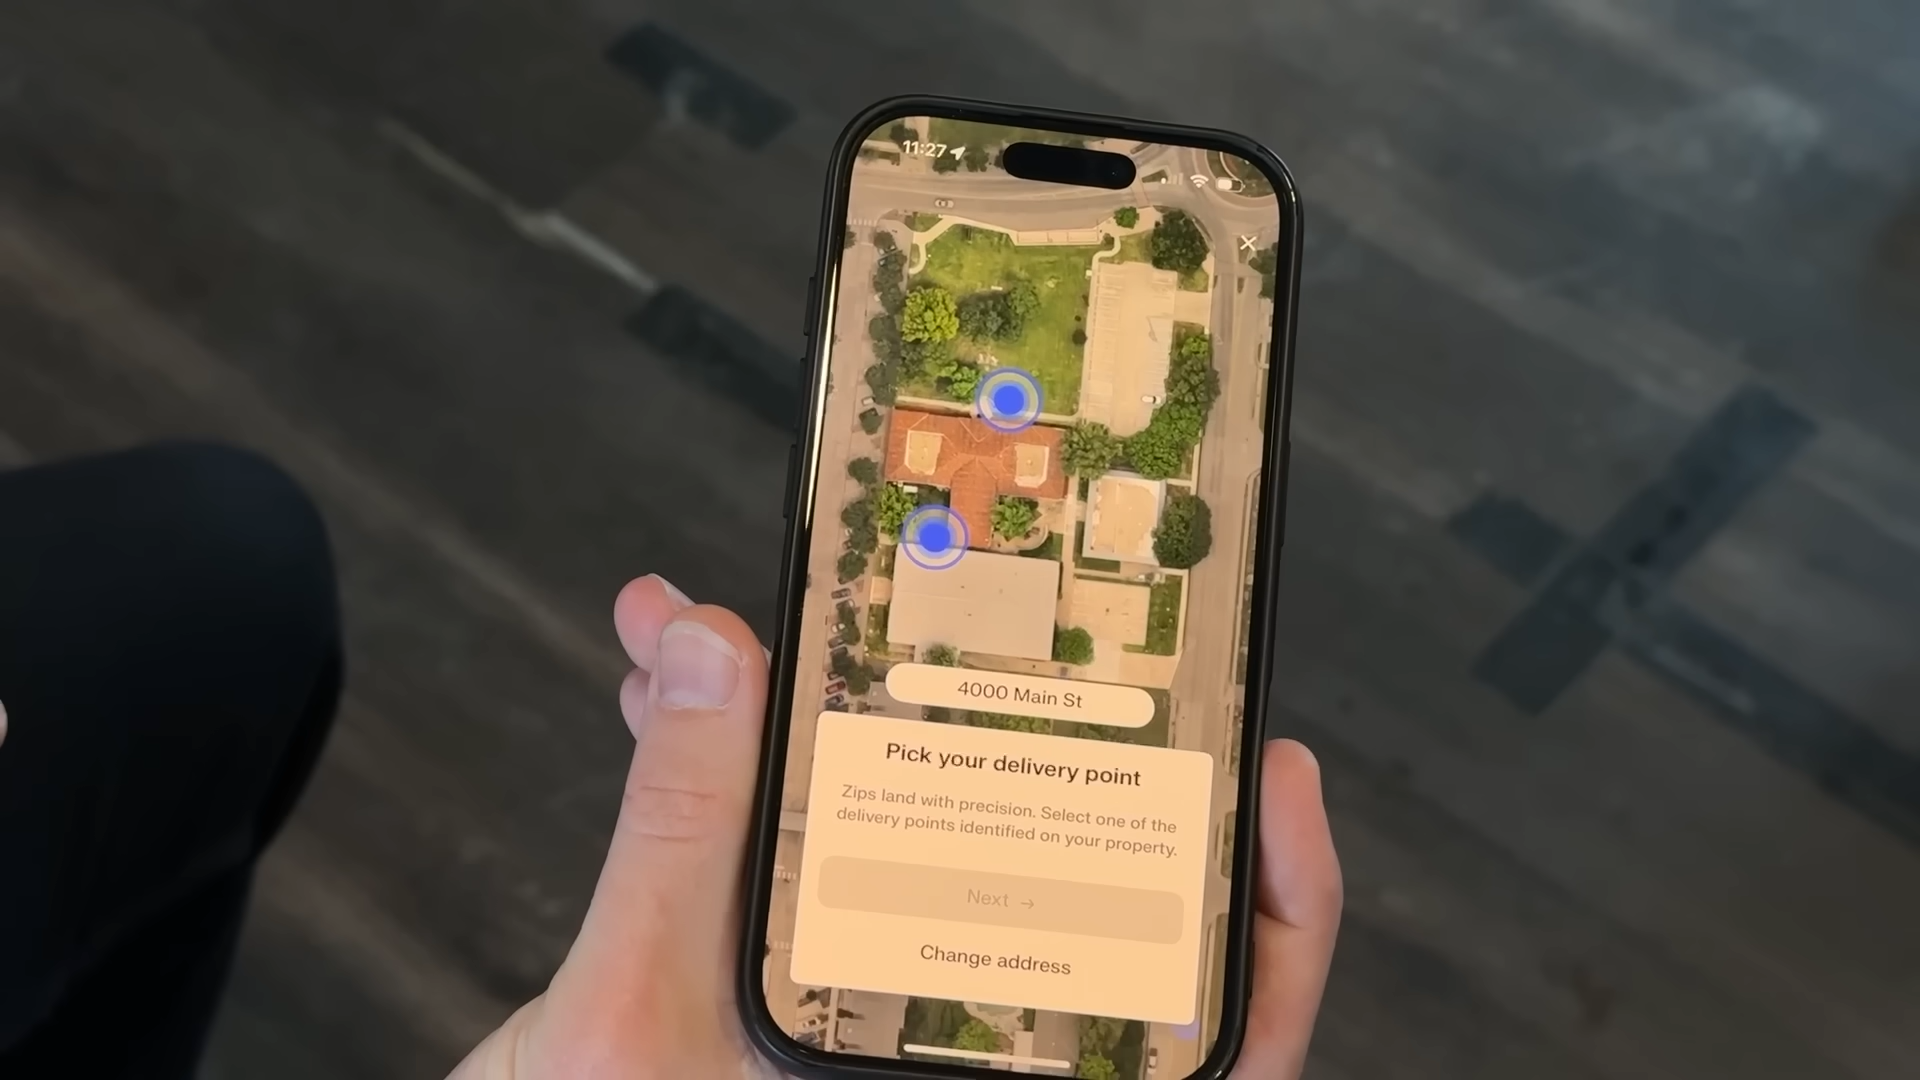 11:27
4000 Main St
Pick your delivery point
Zips land with precision. Select one of the
delivery points identified on your property.
Next →
Change address